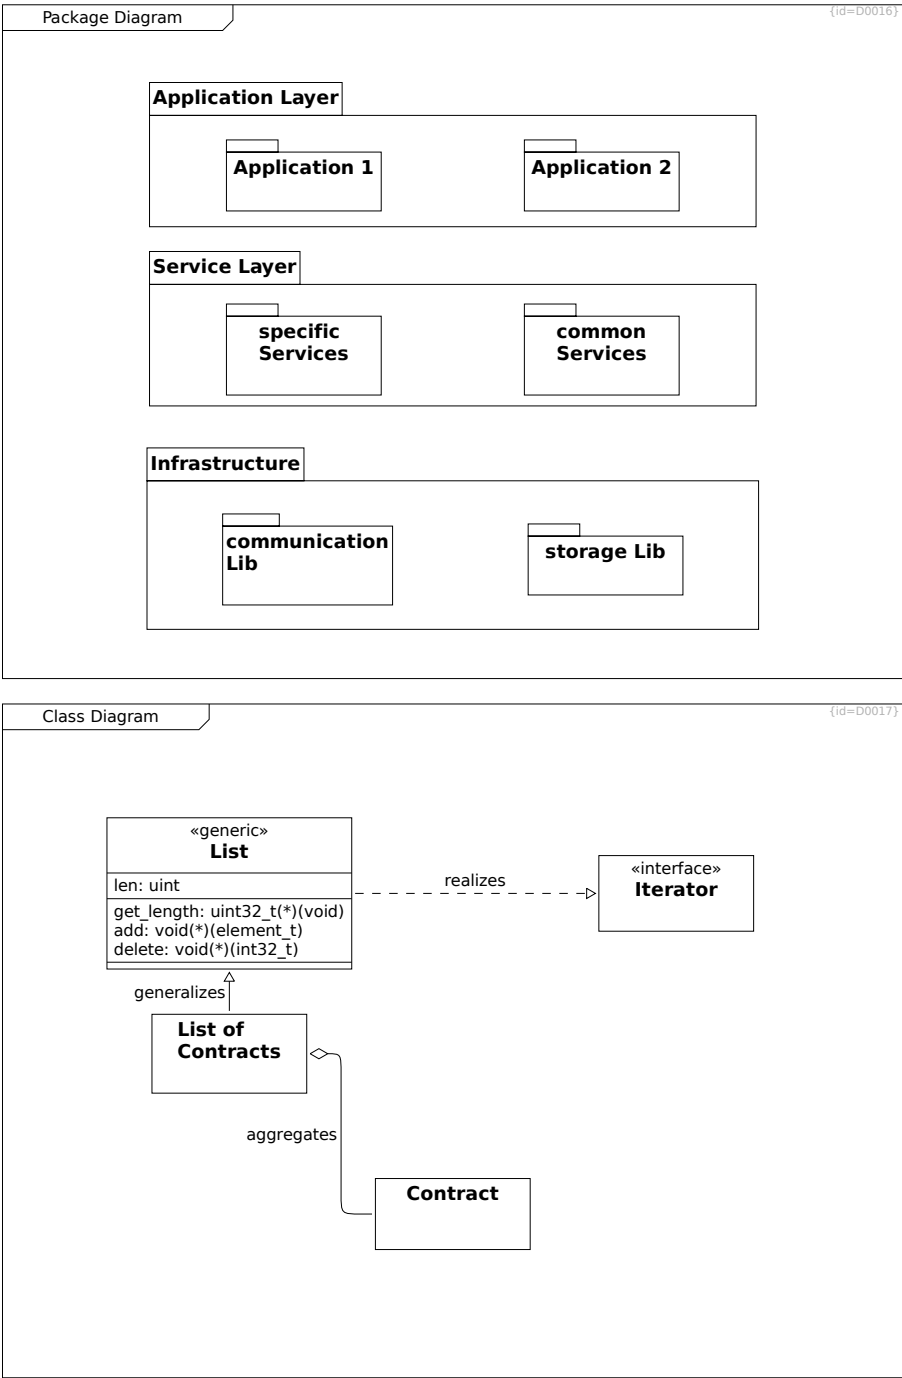 Package Diagram
{id=D0016}
Application Layer
Application 1
Application 2
Service Layer
specific
Services
common
Services
Infrastructure
communication
Lib
storage Lib
Class Diagram
{id=D0017}
«generic»
List
len: uint
get_length: uint32_t(*)(void)
add: void(*)(element_t)
delete: void(*)(int32_t)
realizes
«interface»
Iterator
generalizes
List of
Contracts
aggregates
Contract